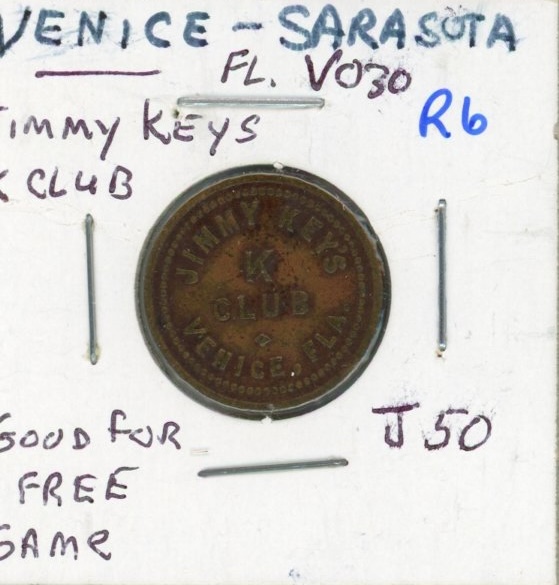 VENICE - SARASOTA
FL. V030
R6
JIMMY KEYS
K CLUB
JIMMY KEYS
K
CLUB
VENICE, FLA.
GOOD FOR
FREE
GAME
J50